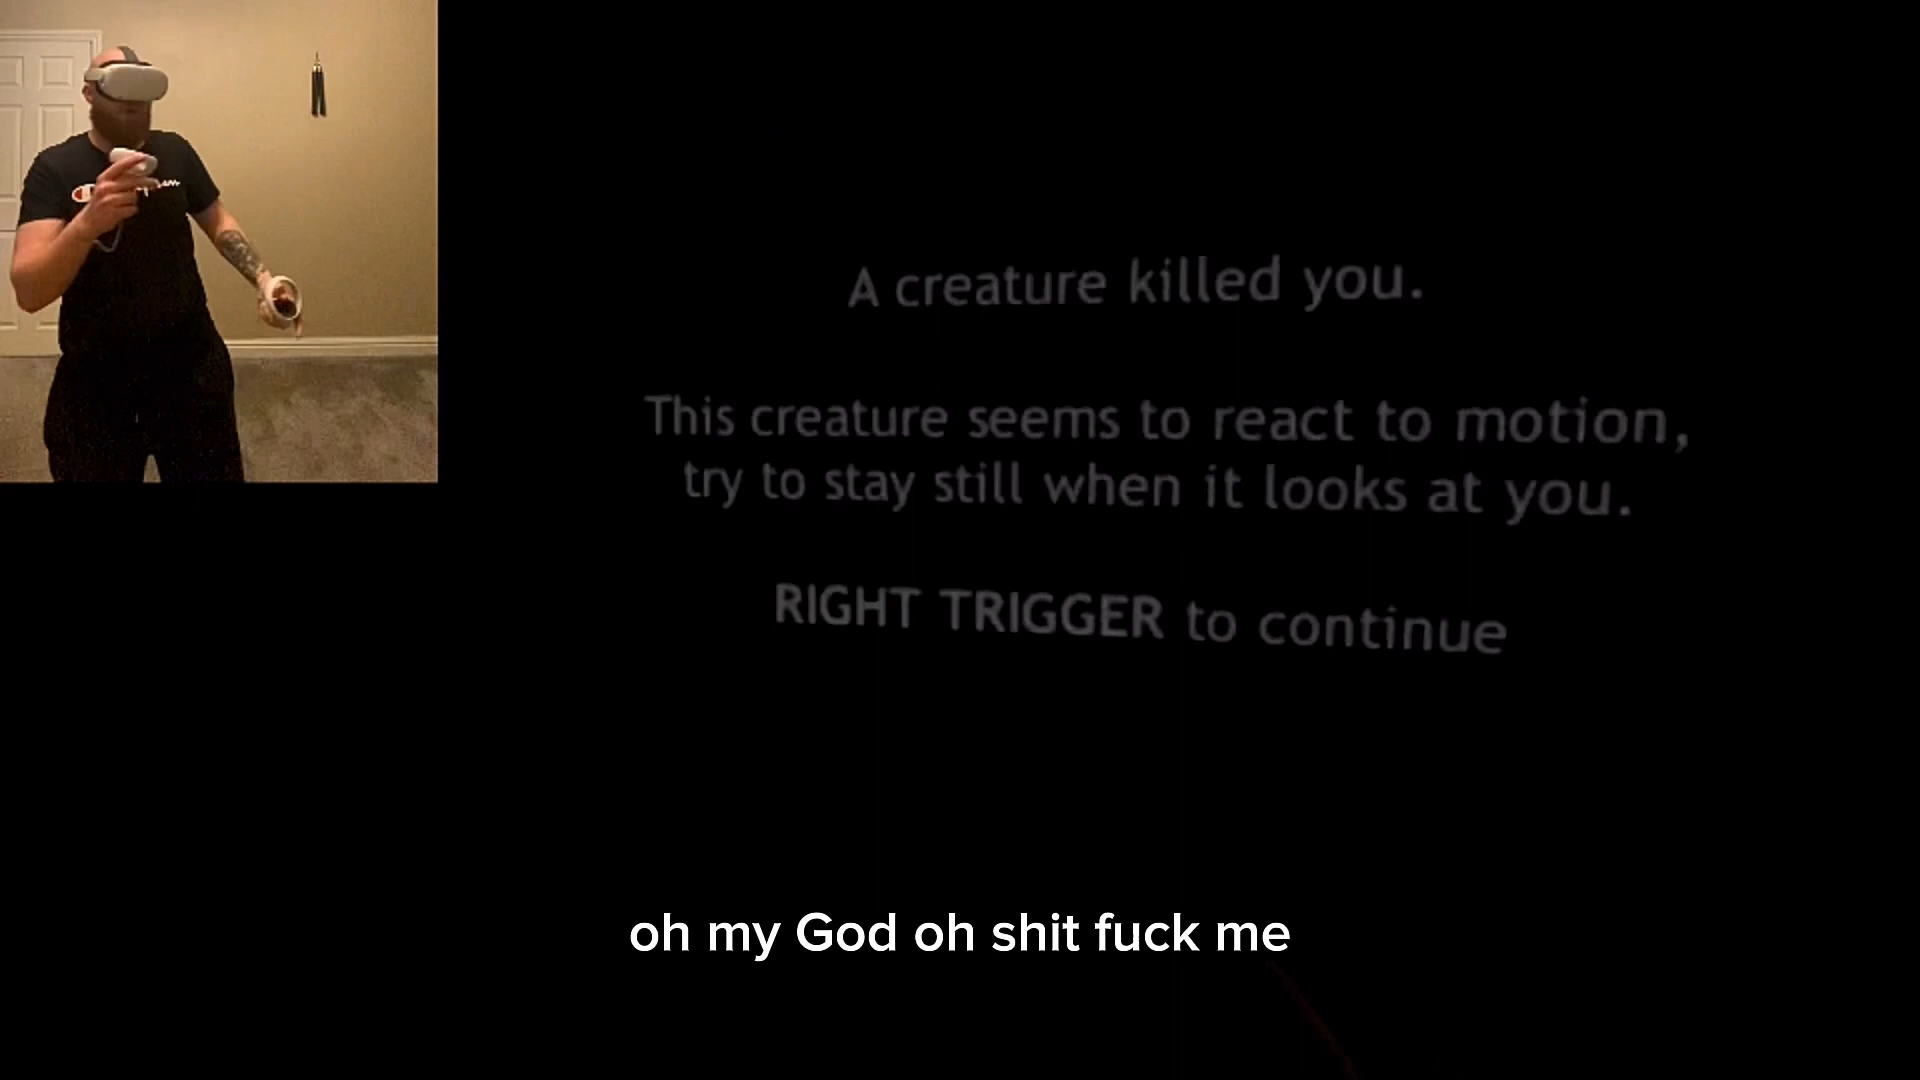 A creature killed you.
This creature seems to react to motion,
try to stay still when it looks at you.
RIGHT TRIGGER to continue
oh my God oh shit fuck me